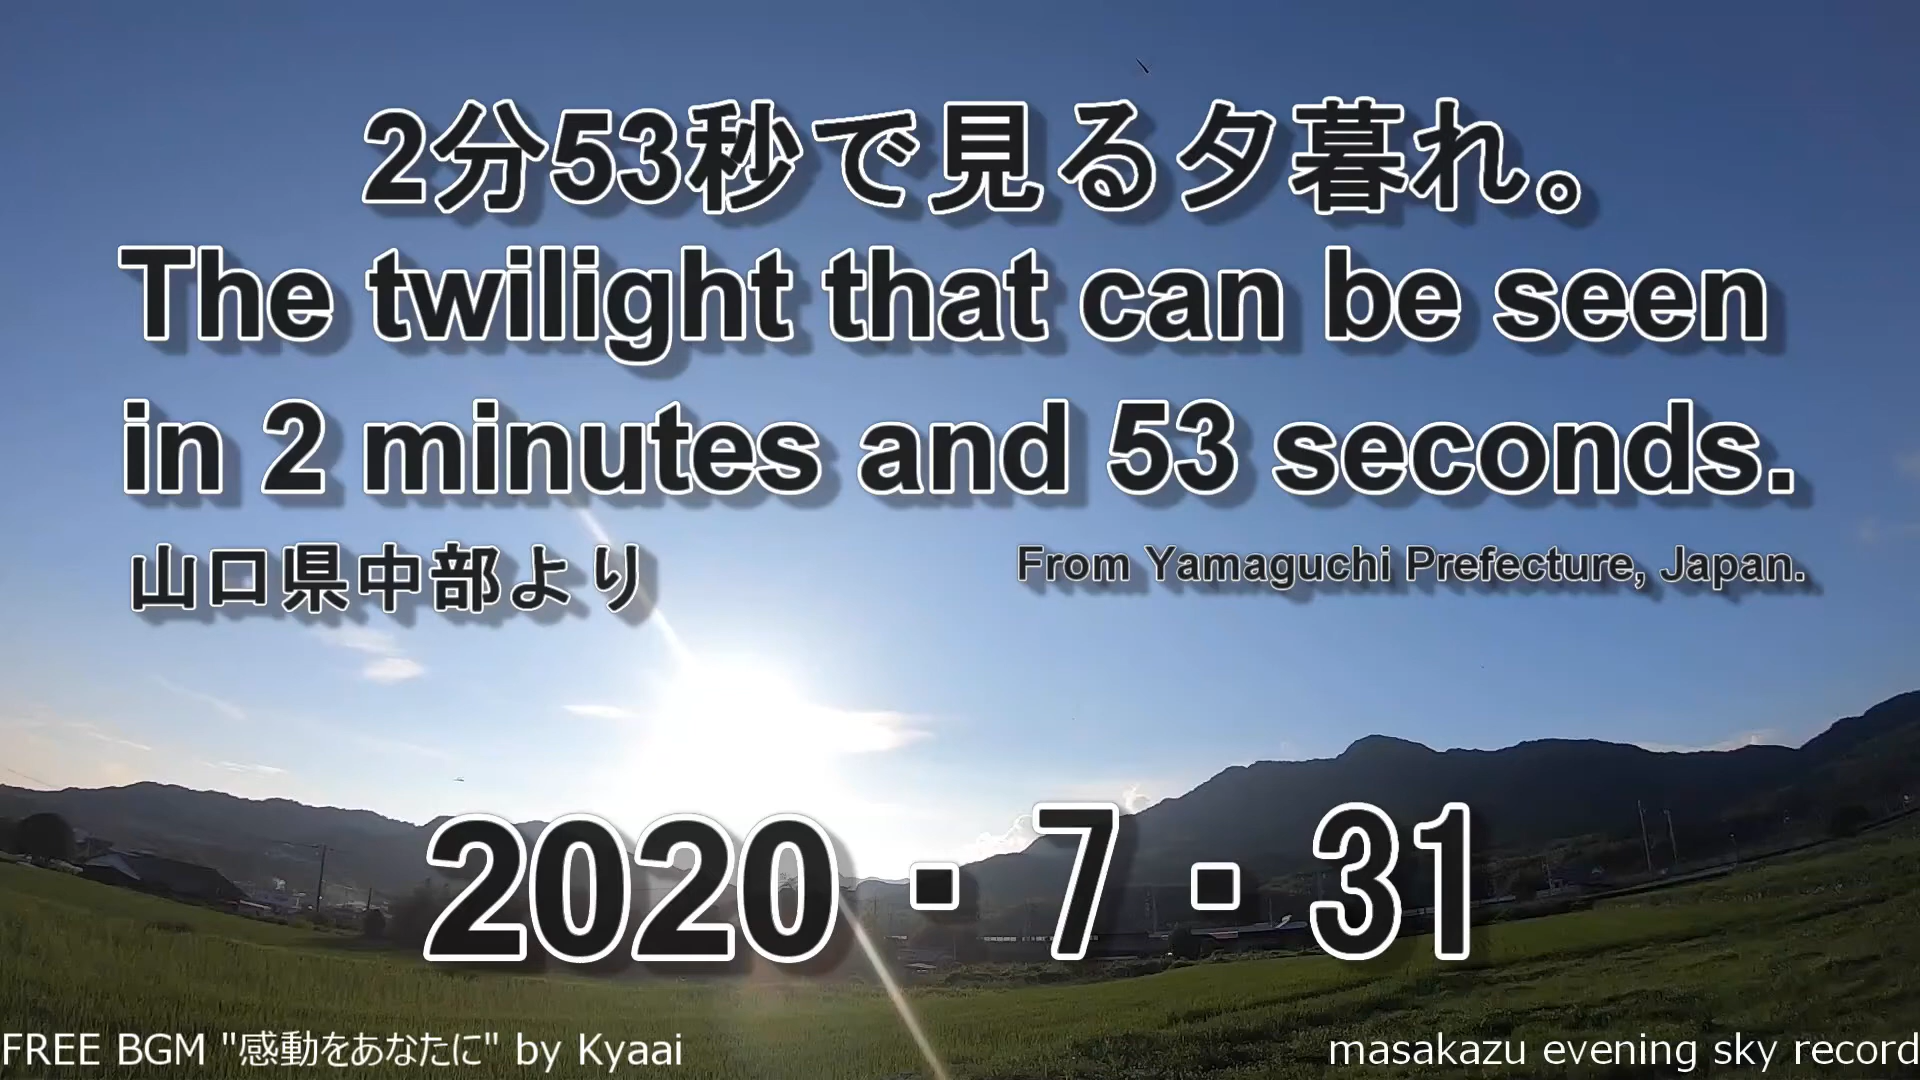 2分53秒で見る夕暮れ。
The twilight that can be seen
in 2 minutes and 53 seconds.
山口県中部より
From Yamaguchi Prefecture, Japan.
2020・7・31
FREE BGM "感動をあなたに" by Kyaai
masakazu evening sky record